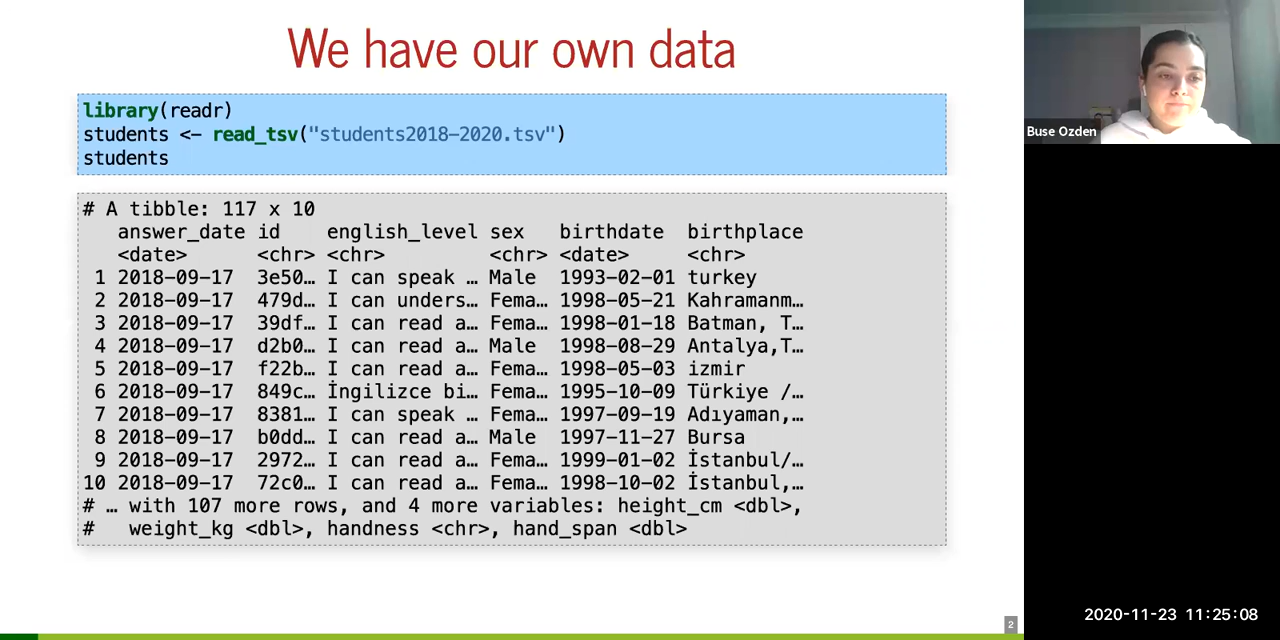 We have our own data
library(readr)
students <- read_tsv("students2018-2020.tsv")
students
# A tibble: 117 x 10
answer_date id english_level sex birthdate birthplace
<date> <chr> <chr> <chr> <date> <chr>
1 2018-09-17 3e50… I can speak … Male 1993-02-01 turkey
2 2018-09-17 479d… I can unders… Fema… 1998-05-21 Kahramanm…
3 2018-09-17 39df… I can read a… Fema… 1998-01-18 Batman, T…
4 2018-09-17 d2b0… I can read a… Male 1998-08-29 Antalya,T…
5 2018-09-17 f22b… I can read a… Fema… 1998-05-03 izmir
6 2018-09-17 849c… İngilizce bi… Fema… 1995-10-09 Türkiye /…
7 2018-09-17 8381… I can speak … Fema… 1997-09-19 Adıyaman,…
8 2018-09-17 b0dd… I can read a… Male 1997-11-27 Bursa
9 2018-09-17 2972… I can read a… Fema… 1999-01-02 İstanbul/…
10 2018-09-17 72c0… I can read a… Fema… 1998-10-02 İstanbul,…
# … with 107 more rows, and 4 more variables: height_cm <dbl>,
# weight_kg <dbl>, handness <chr>, hand_span <dbl>
2
Buse Ozden
2020-11-23 11:25:08